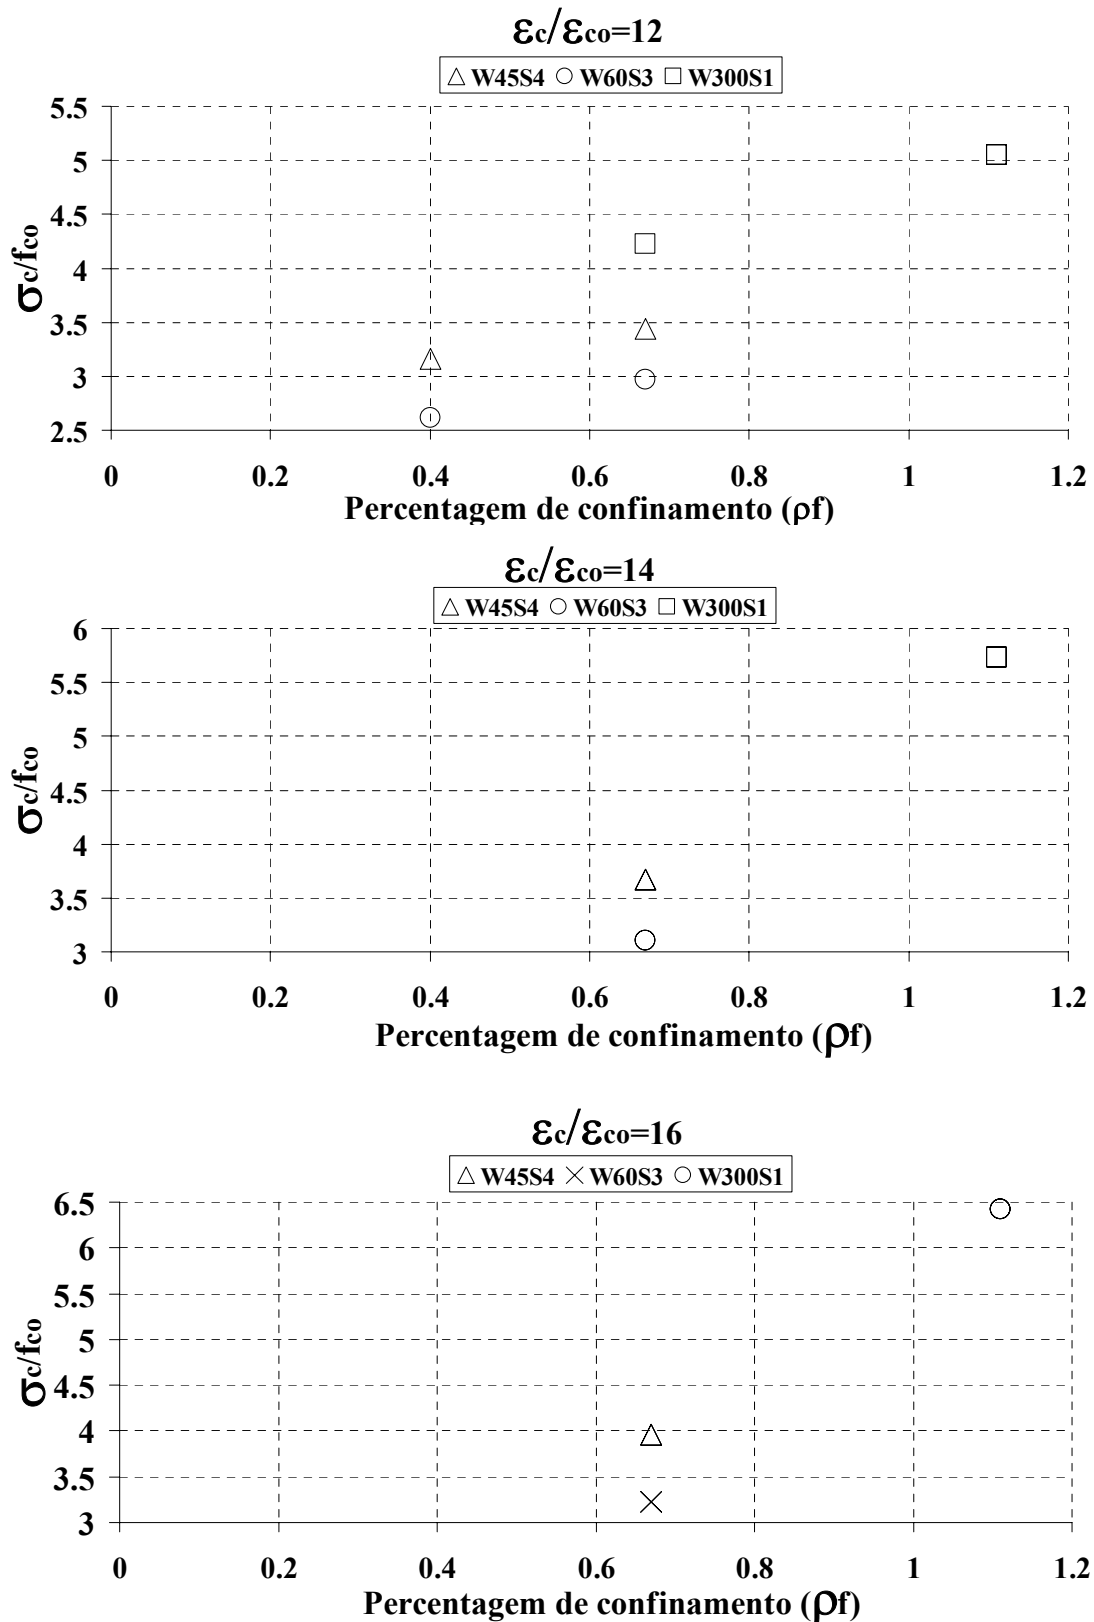 εc/εco=12
W45S4 W60S3 W300S1
5.5
5
4.5
4
3.5
3
2.5
σc/fco
0 0.2 0.4 0.6 0.8 1 1.2
Percentagem de confinamento (ρf)
εc/εco=14
W45S4 W60S3 W300S1
6
5.5
5
4.5
4
3.5
3
σc/fco
0 0.2 0.4 0.6 0.8 1 1.2
Percentagem de confinamento (ρf)
εc/εco=16
W45S4 W60S3 W300S1
6.5
6
5.5
5
4.5
4
3.5
3
σc/fco
0 0.2 0.4 0.6 0.8 1 1.2
Percentagem de confinamento (ρf)